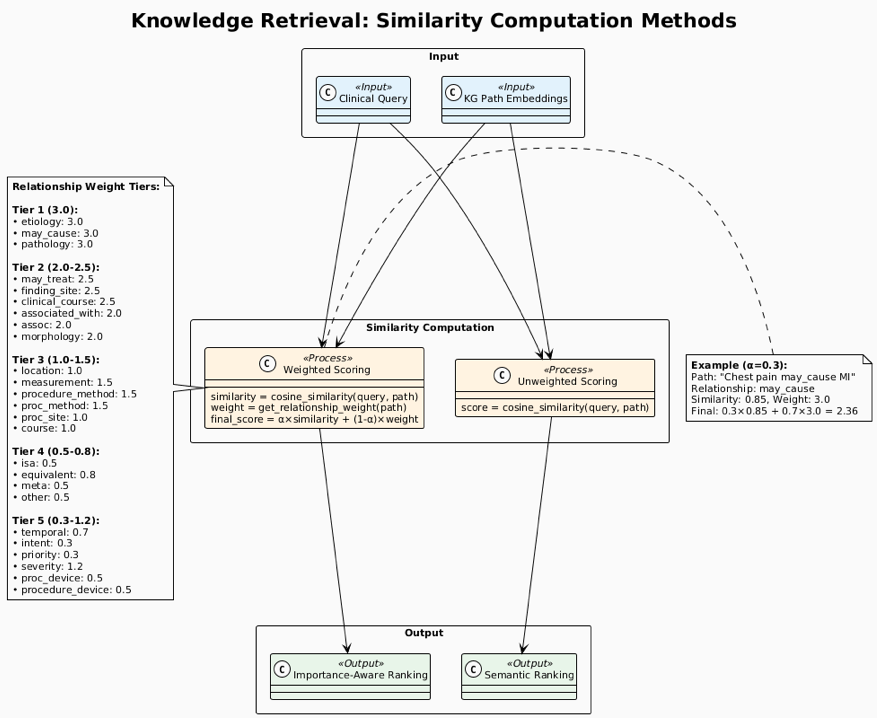 Knowledge Retrieval: Similarity Computation Methods
Input
C
«Input»
Clinical Query
C
«Input»
KG Path Embeddings
Relationship Weight Tiers:
Tier 1 (3.0):
• etiology: 3.0
• may_cause: 3.0
• pathology: 3.0
Tier 2 (2.0-2.5):
• may_treat: 2.5
• finding_site: 2.5
• clinical_course: 2.5
• associated_with: 2.0
• assoc: 2.0
• morphology: 2.0
Tier 3 (1.0-1.5):
• location: 1.0
• measurement: 1.5
• procedure_method: 1.5
• proc_method: 1.5
• proc_site: 1.0
• course: 1.0
Tier 4 (0.5-0.8):
• isa: 0.5
• equivalent: 0.8
• meta: 0.5
• other: 0.5
Tier 5 (0.3-1.2):
• temporal: 0.7
• intent: 0.3
• priority: 0.3
• severity: 1.2
• proc_device: 0.5
• procedure_device: 0.5
Similarity Computation
C
«Process»
Weighted Scoring
similarity = cosine_similarity(query, path)
weight = get_relationship_weight(path)
final_score = α×similarity + (1-α)×weight
C
«Process»
Unweighted Scoring
score = cosine_similarity(query, path)
Example (α=0.3):
Path: "Chest pain may_cause MI"
Relationship: may_cause
Similarity: 0.85, Weight: 3.0
Final: 0.3×0.85 + 0.7×3.0 = 2.36
Output
C
«Output»
Importance-Aware Ranking
C
«Output»
Semantic Ranking